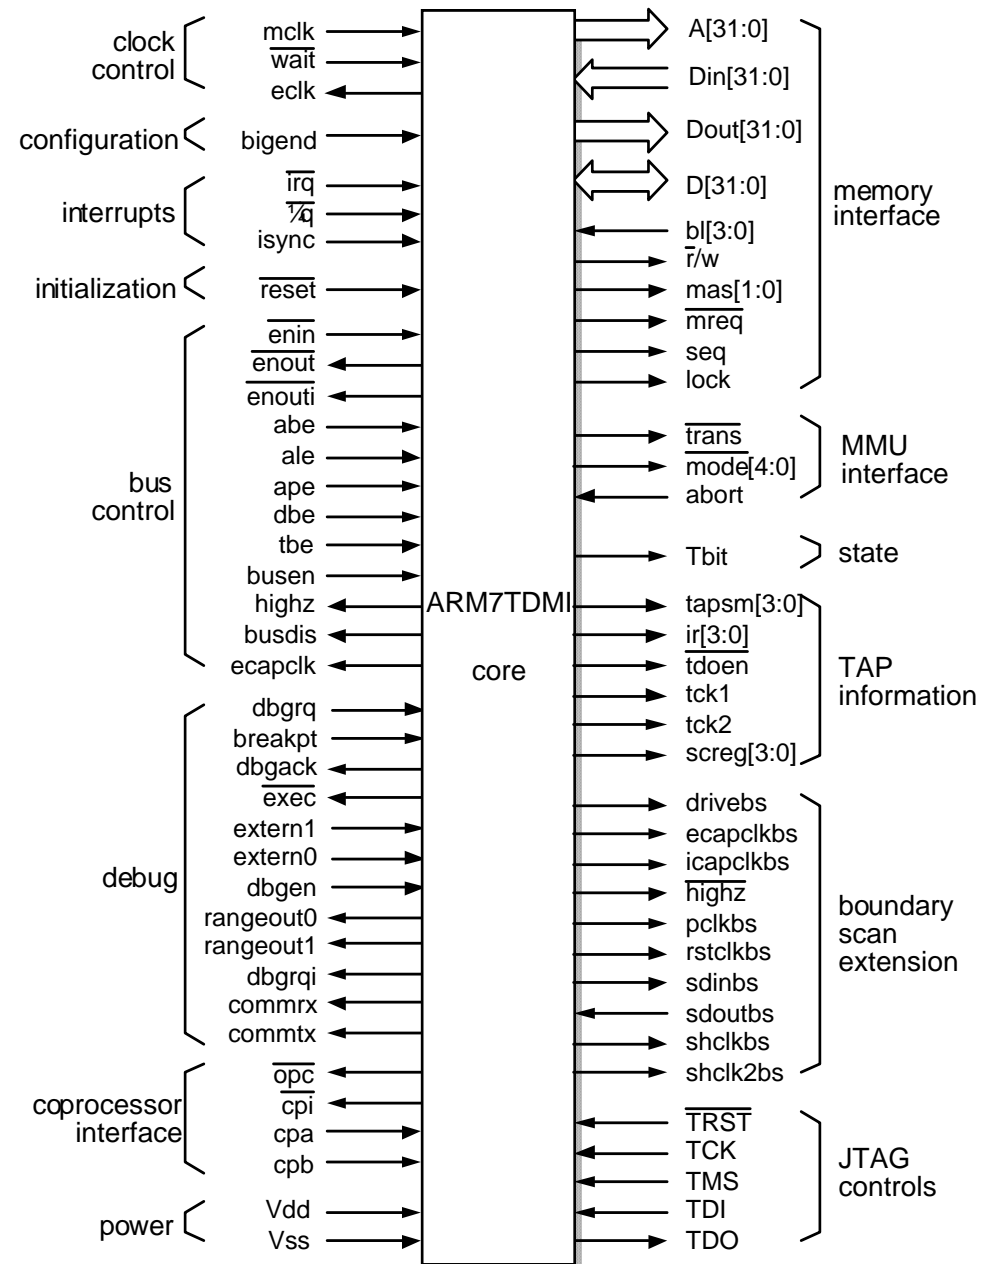 clock
control
mclk
wait
eclk
configuration
bigend
interrupts
irq
¼q
isync
initialization
reset
bus
control
enin
enout
enouti
abe
ale
ape
dbe
tbe
busen
highz
busdis
ecapclk
debug
dbgrq
breakpt
dbgack
exec
extern1
extern0
dbgen
rangeout0
rangeout1
dbgrqi
commrx
commtx
coprocessor
interface
opc
cpi
cpa
cpb
power
Vdd
Vss
ARM7TDMI
core
A[31:0]
Din[31:0]
Dout[31:0]
D[31:0]
bl[3:0]
r/w
mas[1:0]
mreq
seq
lock
memory
interface
trans
mode[4:0]
abort
MMU
interface
Tbit
state
tapsm[3:0]
ir[3:0]
tdoen
tck1
tck2
screg[3:0]
TAP
information
drivebs
ecapclkbs
icapclkbs
highz
pclkbs
rstclkbs
sdinbs
sdoutbs
shclkbs
shclk2bs
boundary
scan
extension
TRST
TCK
TMS
TDI
TDO
JTAG
controls